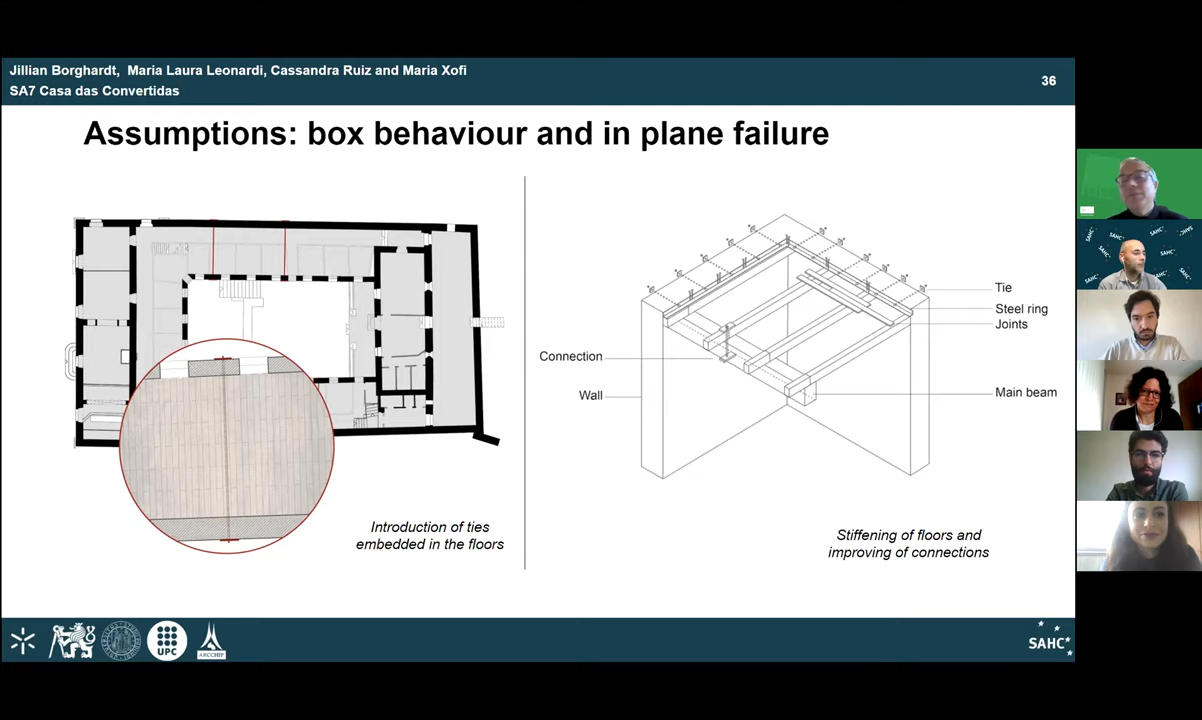 Jillian Borghardt,  Maria Laura Leonardi, Cassandra Ruiz and Maria Xofi
SA7 Casa das Convertidas
36
Assumptions: box behaviour and in plane failure
Introduction of ties
embedded in the floors
Tie
Steel ring
Joints
Connection
Wall
Main beam
Stiffening of floors and
improving of connections
UPC
ARCCHIP
SAHC
SAHC